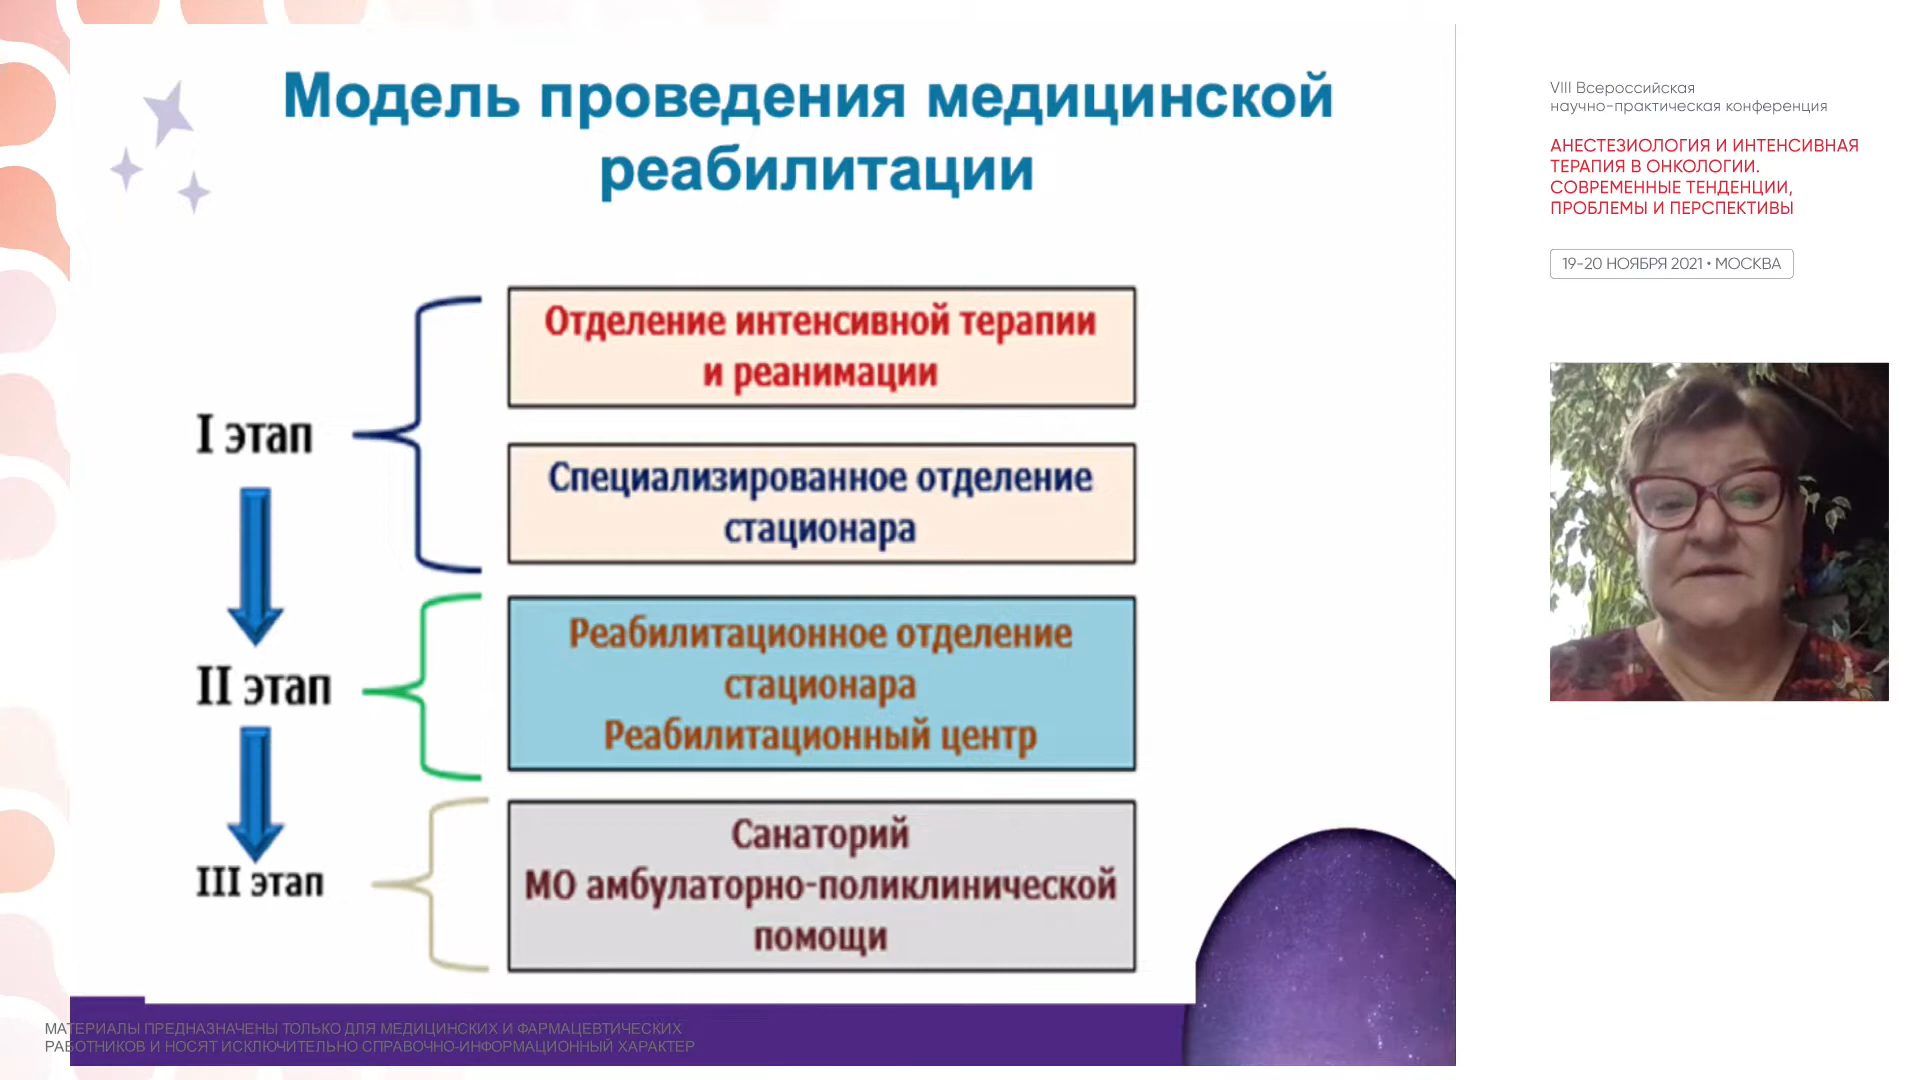 Модель проведения медицинской
реабилитации
I этап
Отделение интенсивной терапии
и реанимации
Специализированное отделение
стационара
II этап
Реабилитационное отделение
стационара
Реабилитационный центр
III этап
Санаторий
МО амбулаторно-поликлинической
помощи
МАТЕРИАЛЫ ПРЕДНАЗНАЧЕНЫ ТОЛЬКО ДЛЯ МЕДИЦИНСКИХ И ФАРМАЦЕВТИЧЕСКИХ
РАБОТНИКОВ И НОСЯТ ИСКЛЮЧИТЕЛЬНО СПРАВОЧНО-ИНФОРМАЦИОННЫЙ ХАРАКТЕР
VIII Всероссийская
научно-практическая конференция
АНЕСТЕЗИОЛОГИЯ И ИНТЕНСИВНАЯ
ТЕРАПИЯ В ОНКОЛОГИИ.
СОВРЕМЕННЫЕ ТЕНДЕНЦИИ,
ПРОБЛЕМЫ И ПЕРСПЕКТИВЫ
19-20 НОЯБРЯ 2021 • МОСКВА